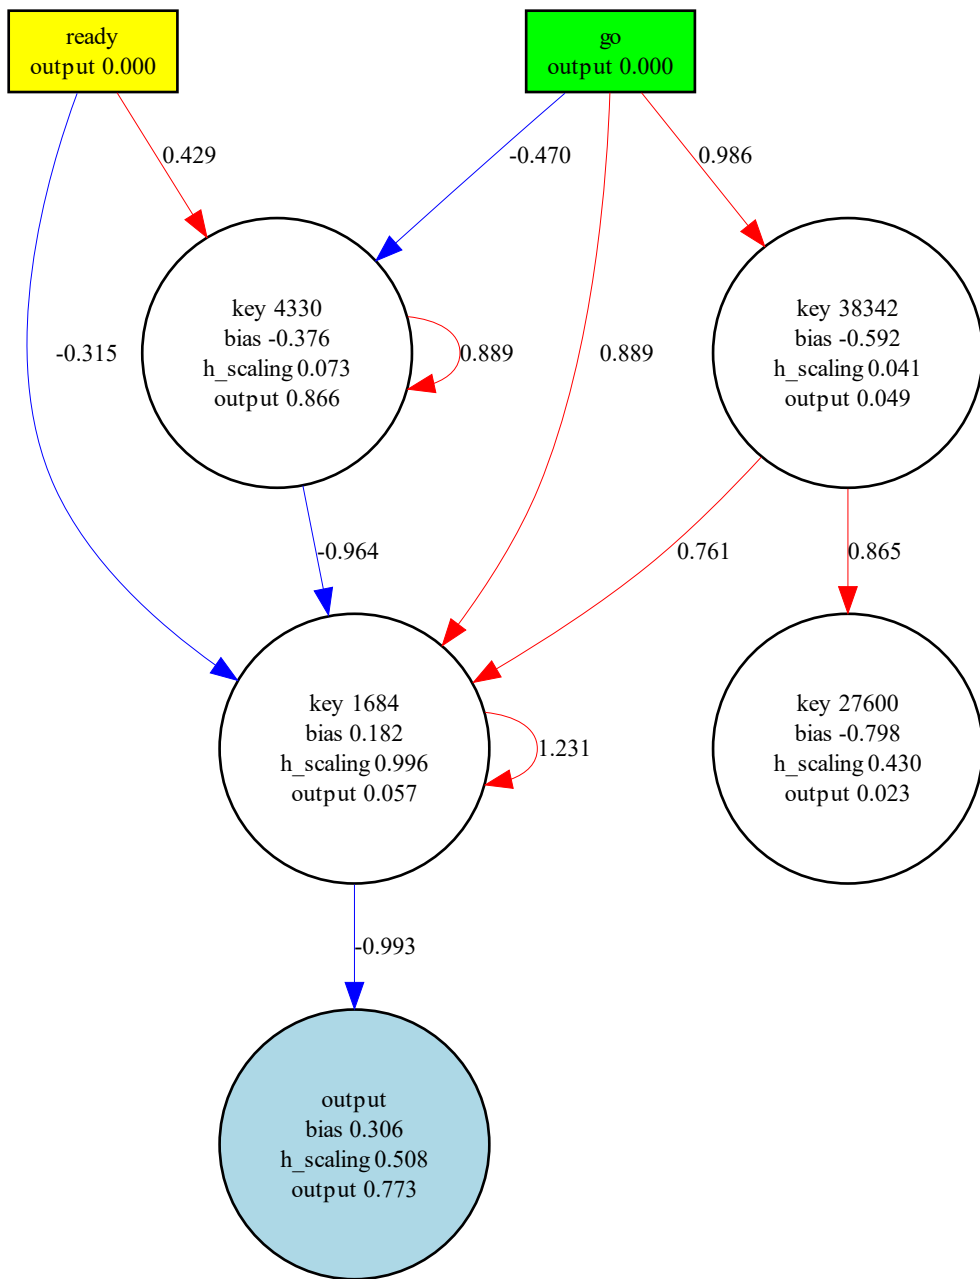 ready
output 0.000
go
output 0.000
0.429
-0.470
0.986
key 4330
bias -0.376
h_scaling 0.073
output 0.866
key 38342
bias -0.592
h_scaling 0.041
output 0.049
-0.315
0.889
0.889
-0.964
0.761
0.865
key 1684
bias 0.182
h_scaling 0.996
output 0.057
1.231
key 27600
bias -0.798
h_scaling 0.430
output 0.023
-0.993
output
bias 0.306
h_scaling 0.508
output 0.773